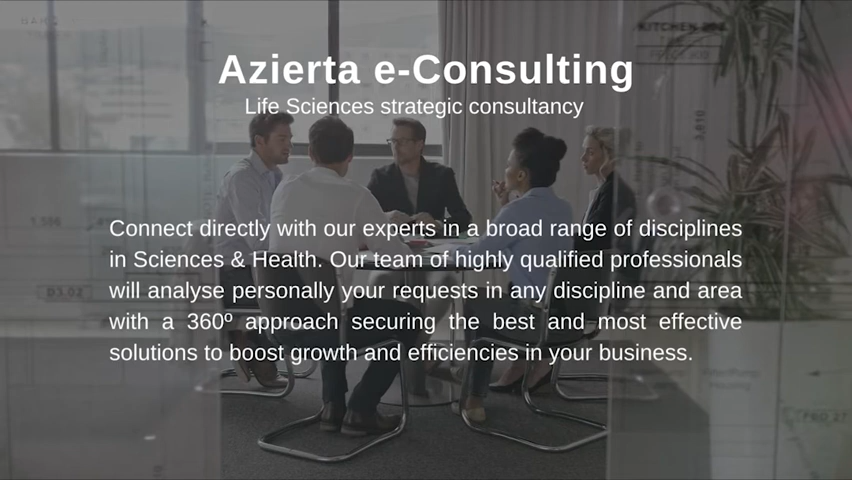 Azierta e-Consulting
Life Sciences strategic consultancy
KITCHEN
Connect directly with our experts in a broad range of disciplines
in Sciences & Health. Our team of highly qualified professionals
will analyse personally your requests in any discipline and area
with a 360º approach securing the best and most effective
solutions to boost growth and efficiencies in your business.